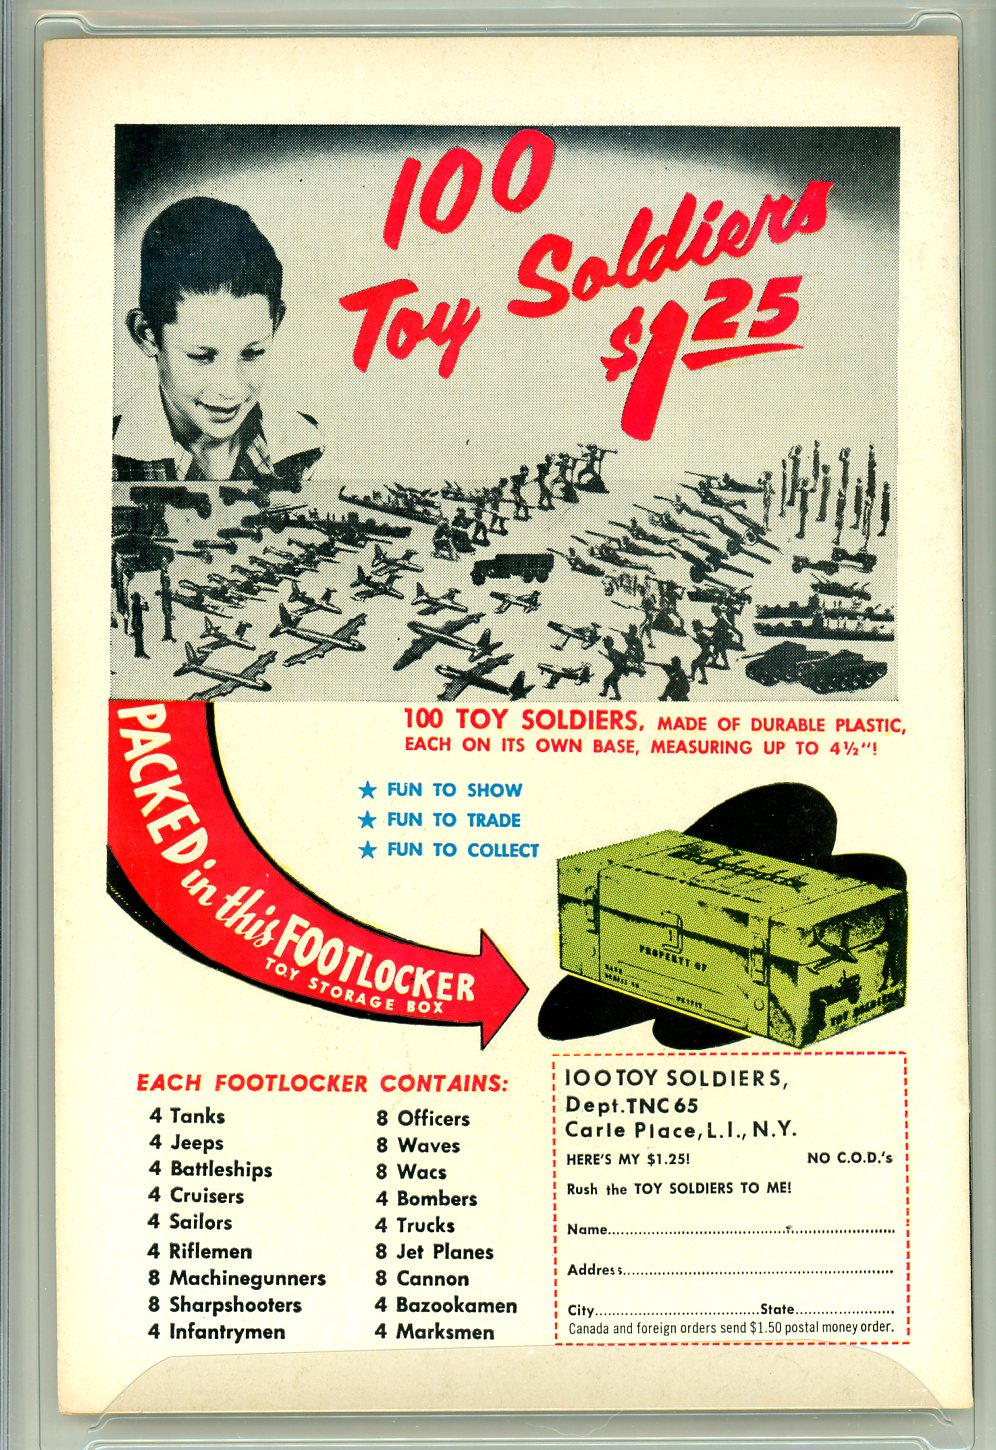 100
Toy Soldiers
$1.25
100 TOY SOLDIERS, MADE OF DURABLE PLASTIC,
EACH ON ITS OWN BASE, MEASURING UP TO 4½"!
★ FUN TO SHOW
★ FUN TO TRADE
★ FUN TO COLLECT
PACKED in this FOOTLOCKER
TOY STORAGE BOX
PROPERTY OF
TOY SOLDIERS
EACH FOOTLOCKER CONTAINS:
4 Tanks
4 Jeeps
4 Battleships
4 Cruisers
4 Sailors
4 Riflemen
8 Machinegunners
8 Sharpshooters
4 Infantrymen
8 Officers
8 Waves
8 Wacs
4 Bombers
4 Trucks
8 Jet Planes
8 Cannon
4 Bazookamen
4 Marksmen
100 TOY SOLDIERS,
Dept. TNC 65
Carle Place, L.I., N.Y.
HERE'S MY $1.25! NO C.O.D.'s
Rush the TOY SOLDIERS TO ME!
Name
Address
City State
Canada and foreign orders send $1.50 postal money order.